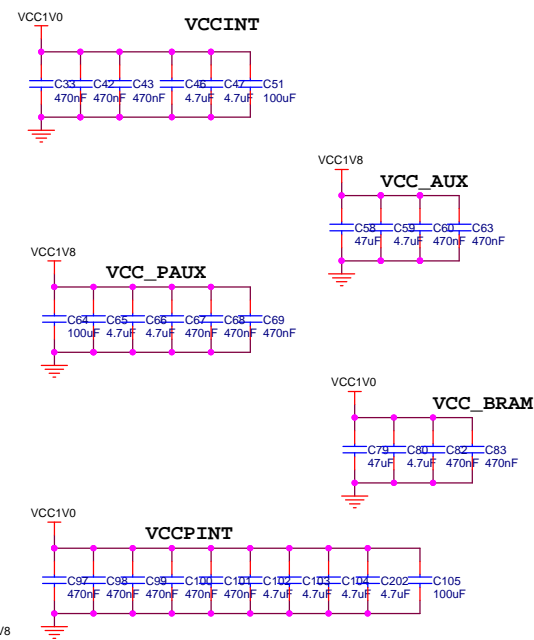 VCC1V0
VCCINT
C33 C42 C43 C46 C47 C51
470nF 470nF 470nF 4.7uF 4.7uF 100uF
VCC1V8
VCC_AUX
C58 C59 C60 C63
47uF 4.7uF 470nF 470nF
VCC1V8
VCC_PAUX
C64 C65 C66 C67 C68 C69
100uF 4.7uF 4.7uF 470nF 470nF 470nF
VCC1V0
VCC_BRAM
C79 C80 C82 C83
47uF 4.7uF 470nF 470nF
VCC1V0
VCCPINT
C97 C98 C99 C100 C101 C102 C103 C104 C202 C105
470nF 470nF 470nF 470nF 470nF 4.7uF 4.7uF 4.7uF 4.7uF 100uF
V8